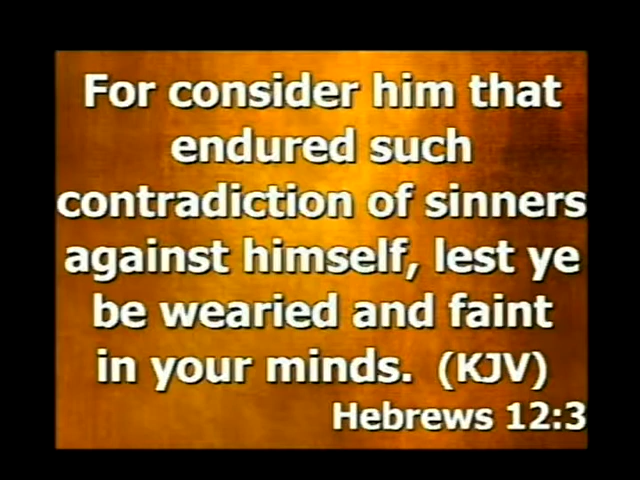 For consider him that
endured such
contradiction of sinners
against himself, lest ye
be wearied and faint
in your minds.  (KJV)
Hebrews 12:3